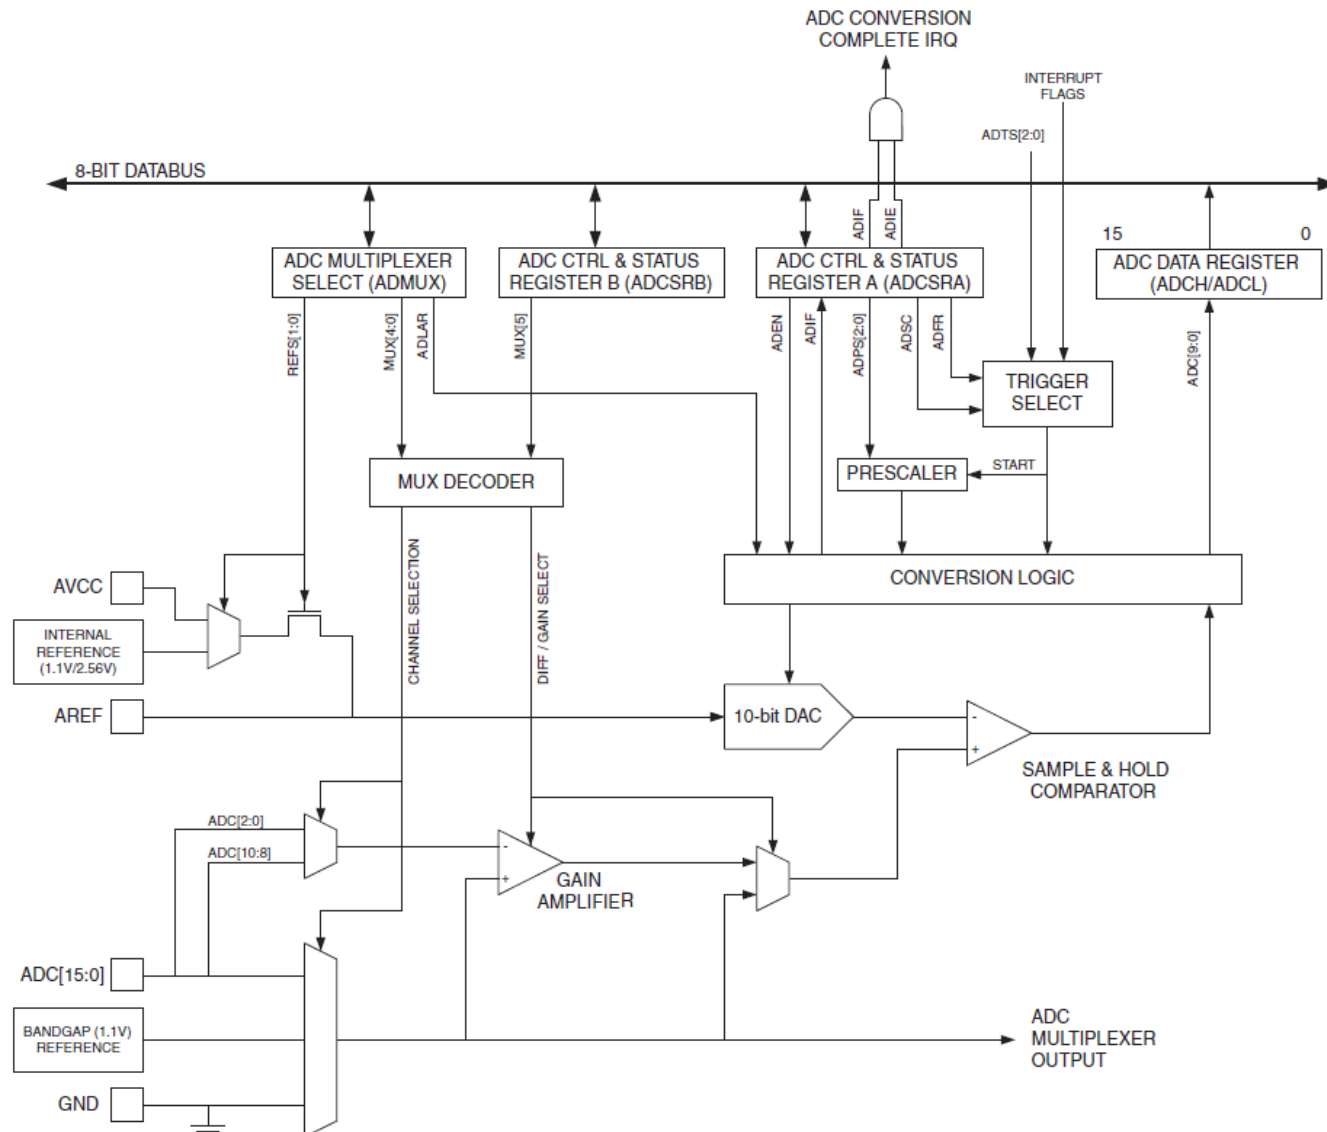 ADC CONVERSION
COMPLETE IRQ
INTERRUPT
FLAGS
ADTS[2:0]
8-BIT DATABUS
ADIF
ADIE
15
0
ADC MULTIPLEXER
SELECT (ADMUX)
ADC CTRL & STATUS
REGISTER B (ADCSRB)
ADC CTRL & STATUS
REGISTER A (ADCSRA)
ADC DATA REGISTER
(ADCH/ADCL)
REFS[1:0]
MUX[4:0]
ADLAR
MUX[5]
ADEN
ADIF
ADPS[2:0]
ADSC
ADFR
ADC[9:0]
TRIGGER
SELECT
MUX DECODER
PRESCALER
START
CHANNEL SELECTION
DIFF / GAIN SELECT
CONVERSION LOGIC
AVCC
INTERNAL
REFERENCE
(1.1V/2.56V)
AREF
10-bit DAC
-
+
SAMPLE & HOLD
COMPARATOR
ADC[2:0]
ADC[10:8]
-
+
GAIN
AMPLIFIER
ADC[15:0]
BANDGAP (1.1V)
REFERENCE
ADC
MULTIPLEXER
OUTPUT
GND